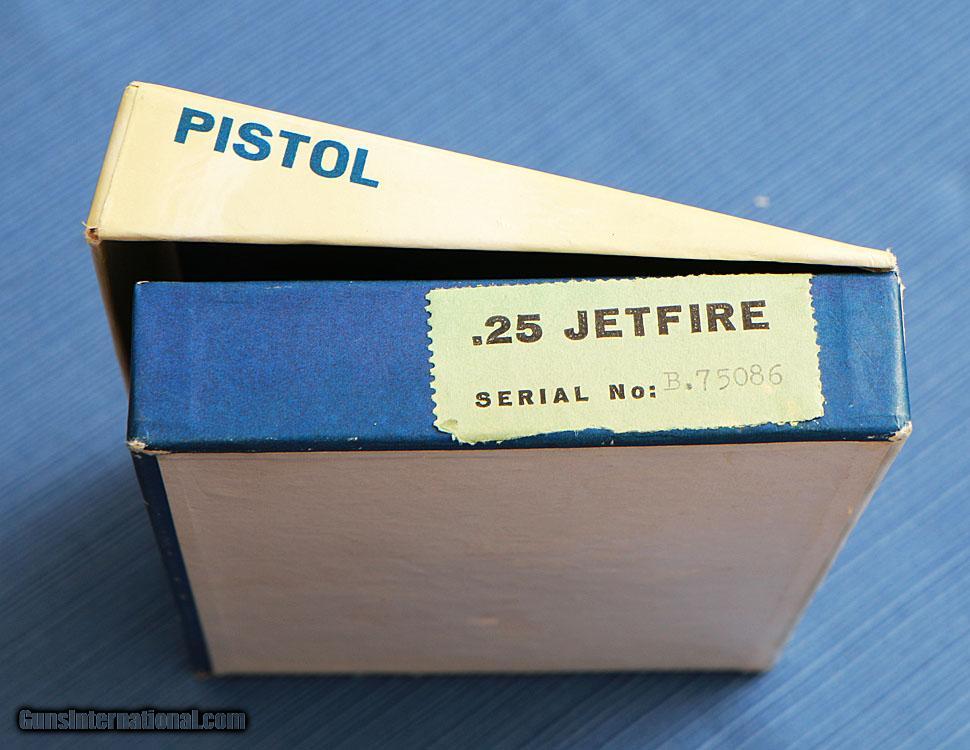 PISTOL
.25 JETFIRE
SERIAL No: B.75086
GunsInternational.com